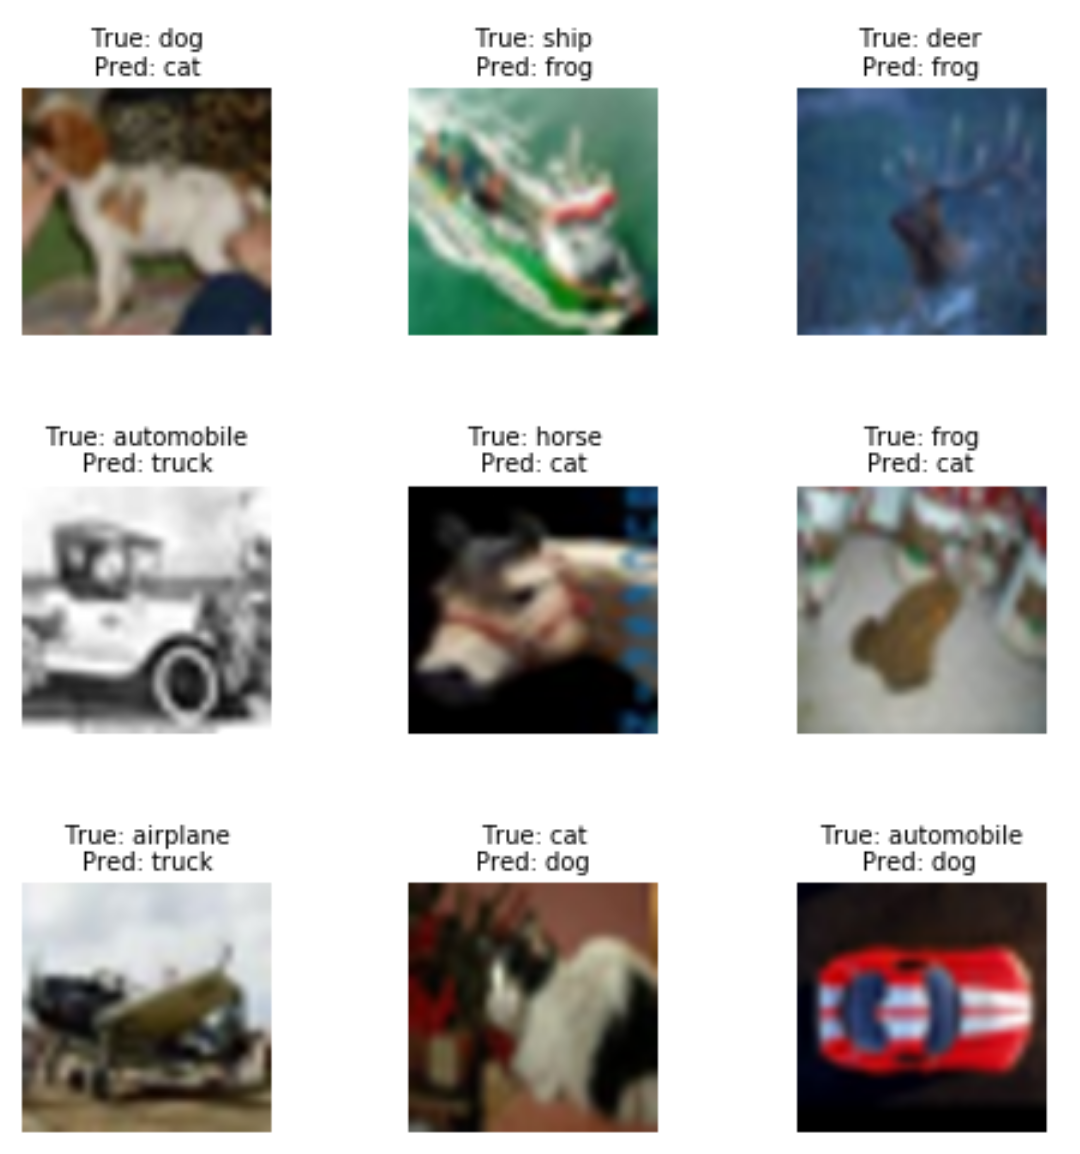 True: dog
Pred: cat
True: ship
Pred: frog
True: deer
Pred: frog
True: automobile
Pred: truck
True: horse
Pred: cat
True: frog
Pred: cat
True: airplane
Pred: truck
True: cat
Pred: dog
True: automobile
Pred: dog